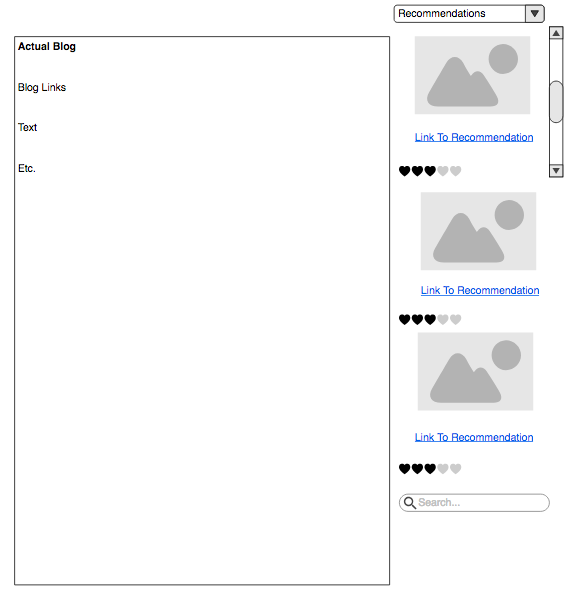 Recommendations
Actual Blog
Blog Links
Text
Etc.
Link To Recommendation
Link To Recommendation
Link To Recommendation
Search...